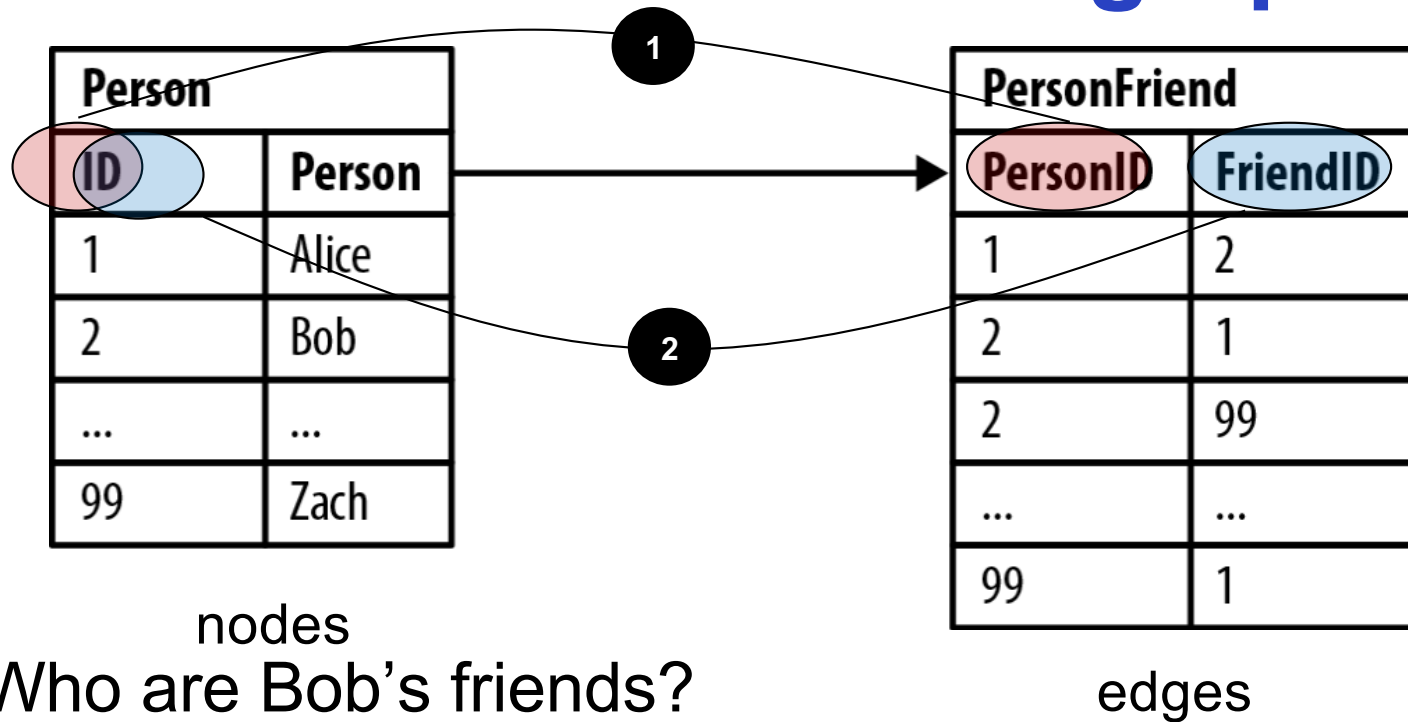 1
Person
ID Person
1 Alice
2 Bob
... ...
99 Zach
nodes
Who are Bob's friends?
2
PersonFriend
PersonID FriendID
1 2
2 1
2 99
... ...
99 1
edges